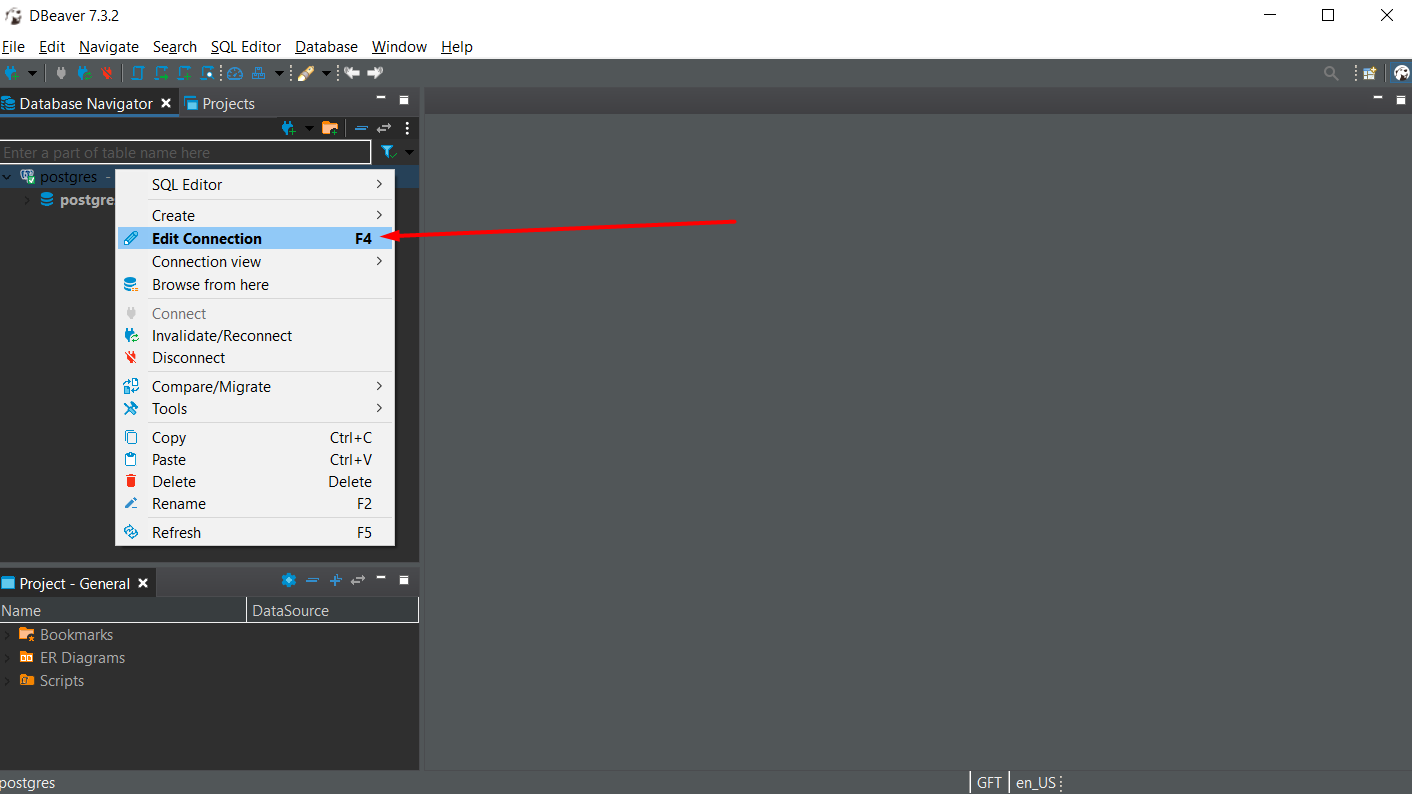 DBeaver 7.3.2
File Edit Navigate Search SQL Editor Database Window Help
Database Navigator Projects
Enter a part of table name here
postgres -
postgre
SQL Editor
Create
Edit Connection F4
Connection view
Browse from here
Connect
Invalidate/Reconnect
Disconnect
Compare/Migrate
Tools
Copy Ctrl+C
Paste Ctrl+V
Delete Delete
Rename F2
Refresh F5
Project - General
Name DataSource
Bookmarks
ER Diagrams
Scripts
postgres GFT en_US